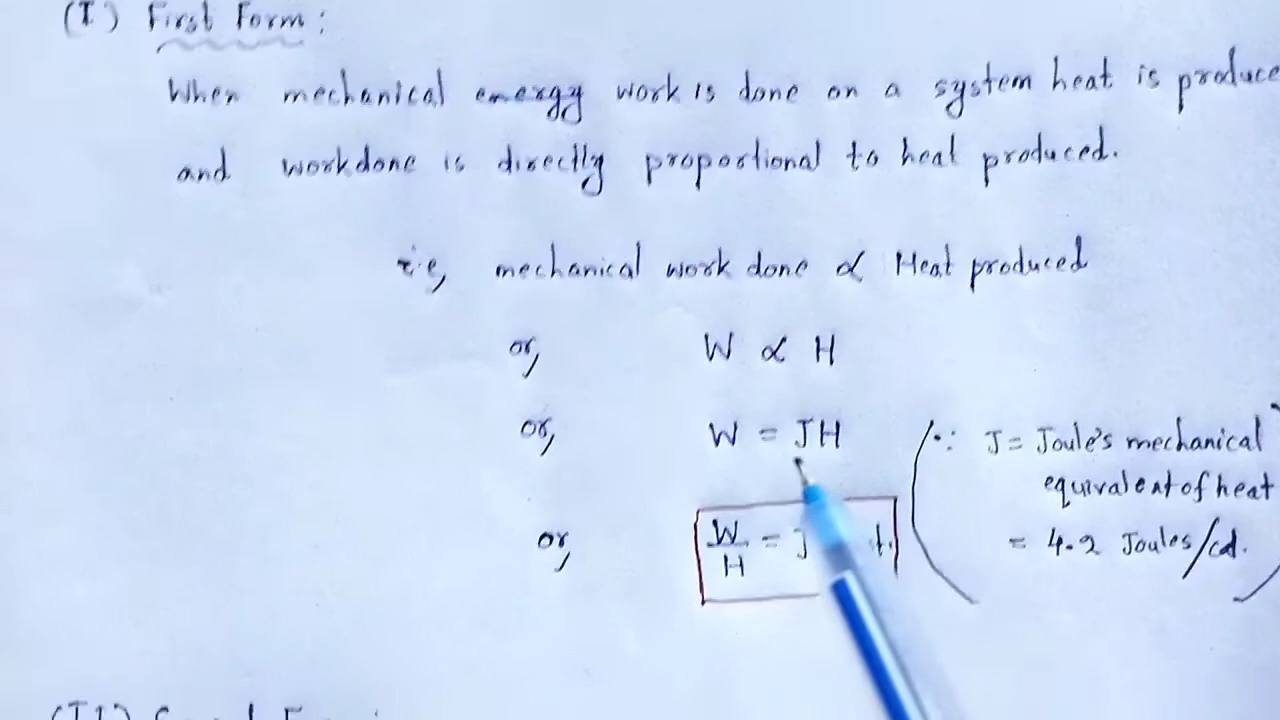 (I) First Form:
When mechanical energy work is done on a system heat is produce
and workdone is directly proportional to heat produced.
i.e, mechanical work done ∝ Heat produced
or, W ∝ H
or, W = JH (∵ J = Joule's mechanical
equivalent of heat
or, W/H = J t. = 4.2 Joules/cal.)
(II)